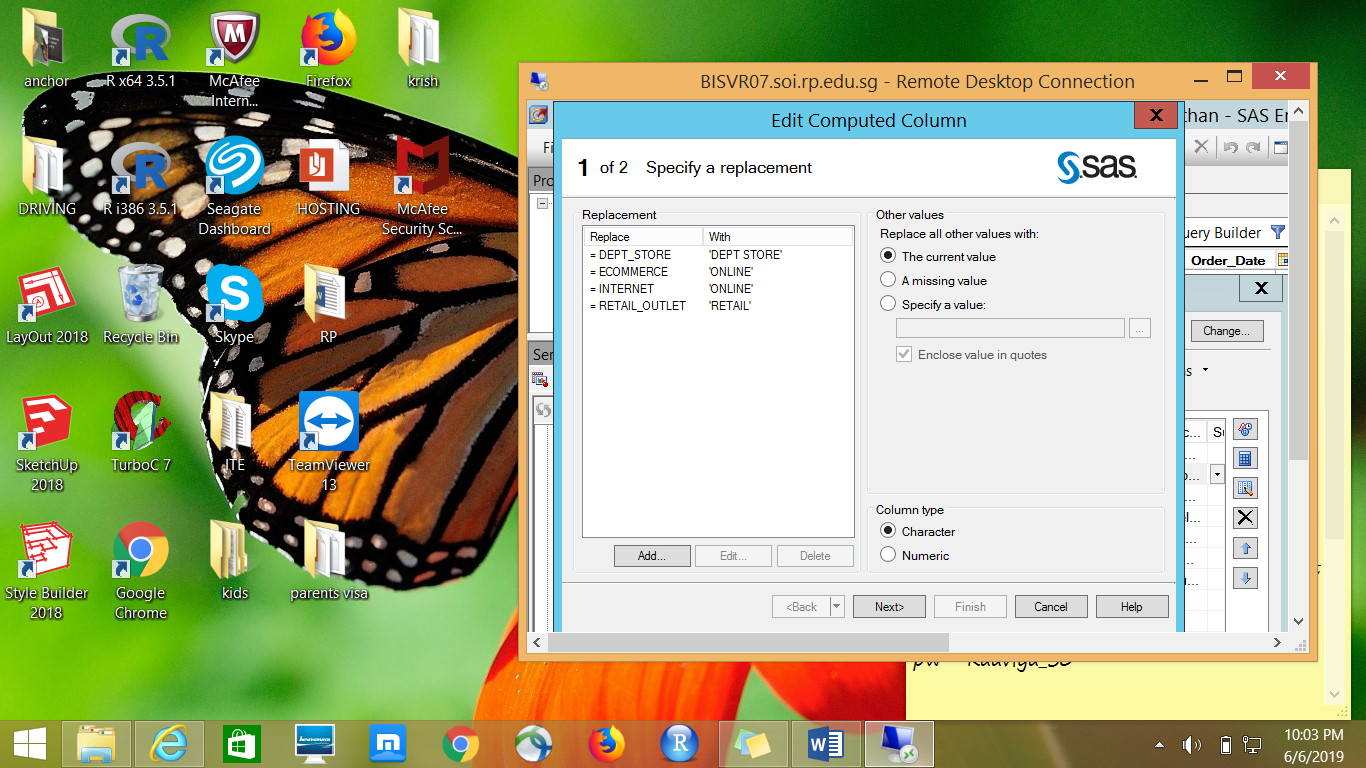 anchor
R x64 3.5.1
McAfee
Intern...
Firefox
krish
DRIVING
R i386 3.5.1
Seagate
Dashboard
HOSTING
McAfee
Security Sc...
LayOut 2018
Recycle Bin
Skype
RP
SketchUp
2018
TurboC 7
ITE
TeamViewer
13
Style Builder
2018
Google
Chrome
kids
parents visa
BISVR07.soi.rp.edu.sg - Remote Desktop Connection
than - SAS En
Edit Computed Column
Fi
1 of 2 Specify a replacement
sas
Pro
Replacement
Replace With
= DEPT_STORE 'DEPT STORE'
= ECOMMERCE 'ONLINE'
= INTERNET 'ONLINE'
= RETAIL_OUTLET 'RETAIL'
Add... Edit... Delete
Other values
Replace all other values with:
The current value
A missing value
Specify a value:
...
Enclose value in quotes
Column type
Character
Numeric
<Back Next> Finish Cancel Help
uery Builder
Order_Date
Change...
Ser
10:03 PM
6/6/2019